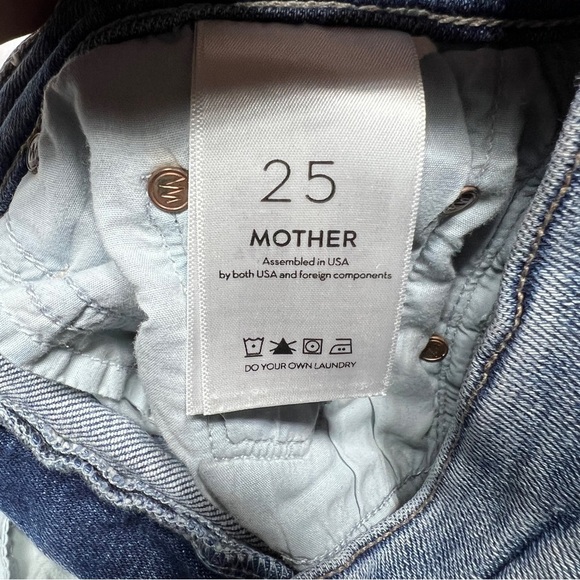 25
MOTHER
Assembled in USA
by both USA and foreign components
DO YOUR OWN LAUNDRY